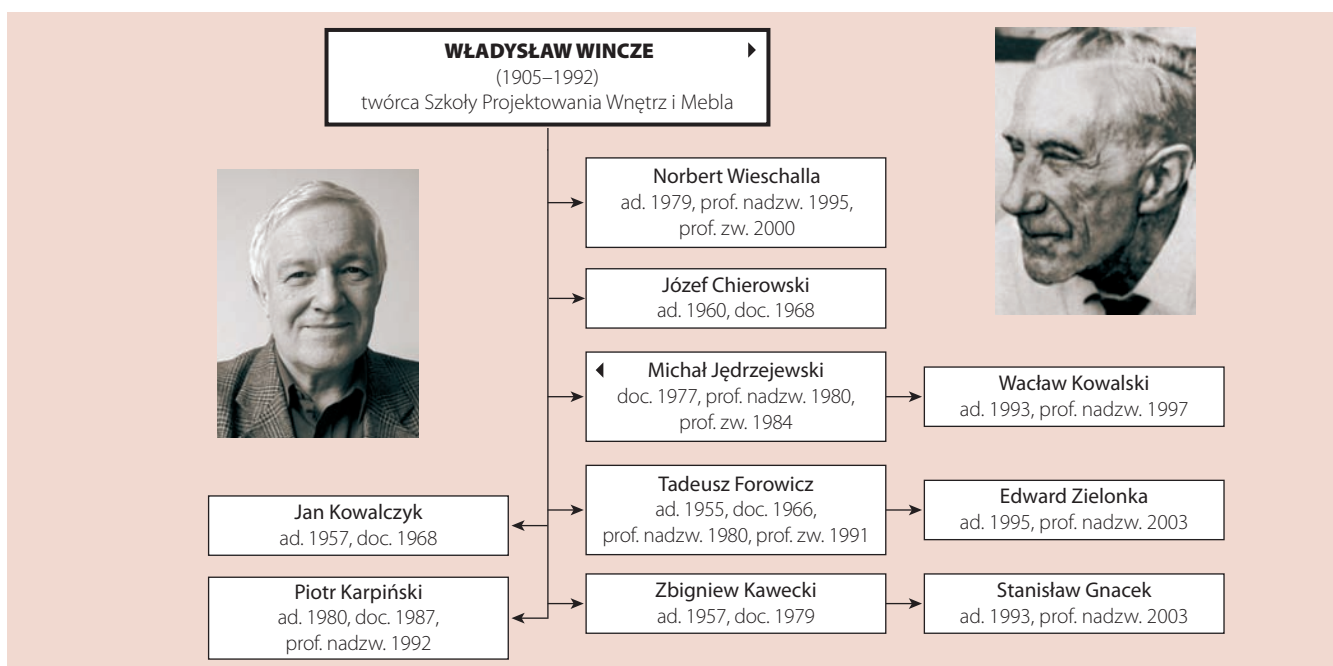 WŁADYSŁAW WINCZE
(1905–1992)
twórca Szkoły Projektowania Wnętrz i Mebla
Norbert Wieschalla
ad. 1979, prof. nadzw. 1995,
prof. zw. 2000
Józef Chierowski
ad. 1960, doc. 1968
Michał Jędrzejewski
doc. 1977, prof. nadzw. 1980,
prof. zw. 1984
Wacław Kowalski
ad. 1993, prof. nadzw. 1997
Tadeusz Forowicz
ad. 1955, doc. 1966,
prof. nadzw. 1980, prof. zw. 1991
Edward Zielonka
ad. 1995, prof. nadzw. 2003
Jan Kowalczyk
ad. 1957, doc. 1968
Piotr Karpiński
ad. 1980, doc. 1987,
prof. nadzw. 1992
Zbigniew Kawecki
ad. 1957, doc. 1979
Stanisław Gnacek
ad. 1993, prof. nadzw. 2003